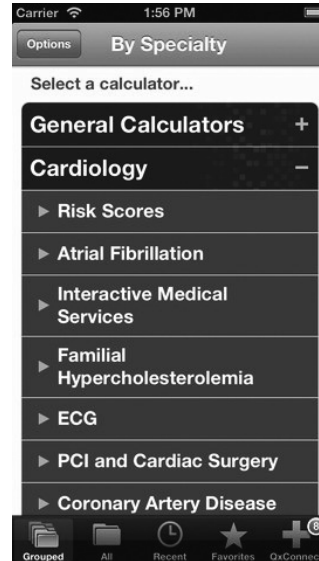 Carrier 1:56 PM
Options By Specialty
Select a calculator...
General Calculators +
Cardiology −
Risk Scores
Atrial Fibrillation
Interactive Medical
Services
Familial
Hypercholesterolemia
ECG
PCI and Cardiac Surgery
Coronary Artery Disease
8
Grouped All Recent Favorites QxConnec